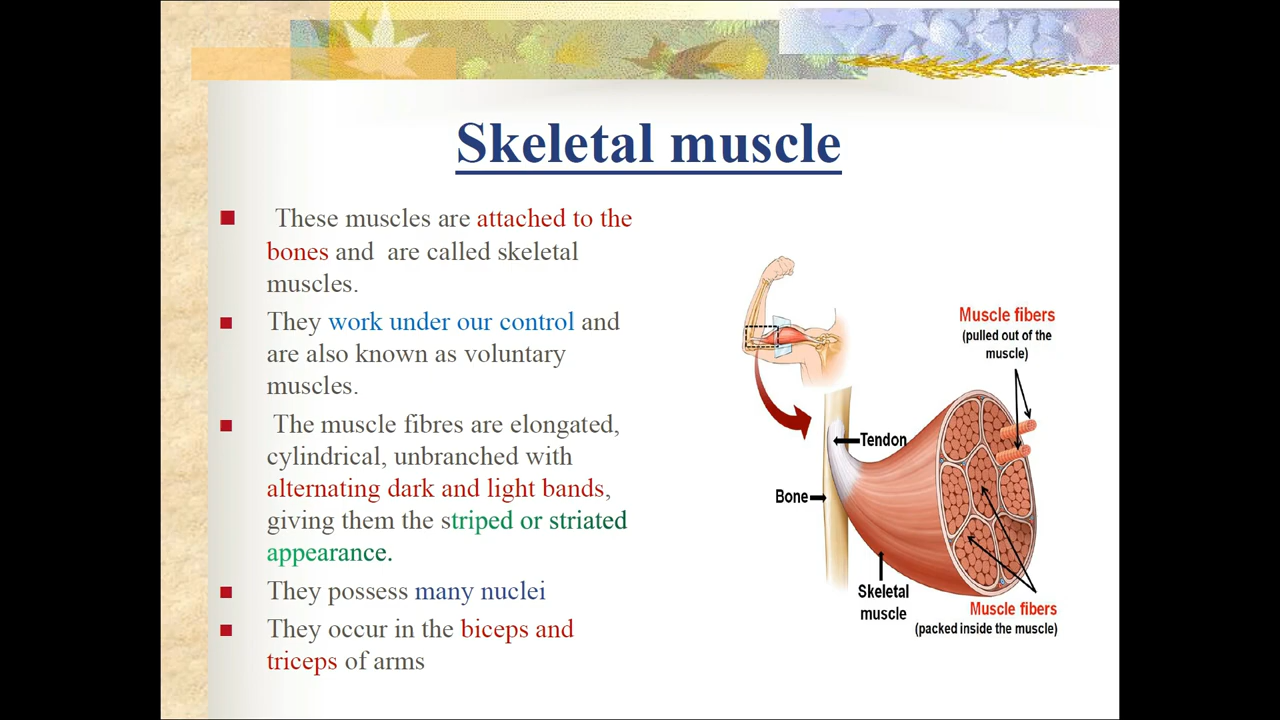 Skeletal muscle
These muscles are attached to the
bones and are called skeletal
muscles.
They work under our control and
are also known as voluntary
muscles.
The muscle fibres are elongated,
cylindrical, unbranched with
alternating dark and light bands,
giving them the striped or striated
appearance.
They possess many nuclei
They occur in the biceps and
triceps of arms
Muscle fibers
(pulled out of the
muscle)
Tendon
Bone
Skeletal
muscle
Muscle fibers
(packed inside the muscle)